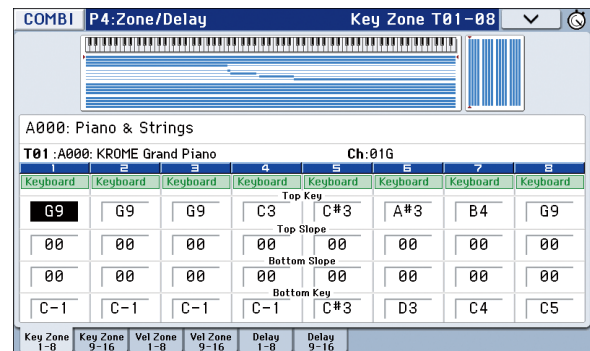 COMBI P4:Zone/Delay Key Zone T01-08
A000: Piano & Strings
T01 :A000: KROME Grand Piano Ch:01G
1 2 3 4 5 6 7 8
Keyboard Keyboard Keyboard Keyboard Keyboard Keyboard Keyboard Keyboard
Top Key
G9 G9 G9 C3 C#3 A#3 B4 G9
Top Slope
00 00 00 00 00 00 00 00
Bottom Slope
00 00 00 00 00 00 00 00
Bottom Key
C-1 C-1 C-1 C-1 C#3 D3 C4 C5
Key Zone 1-8 Key Zone 9-16 Vel Zone 1-8 Vel Zone 9-16 Delay 1-8 Delay 9-16